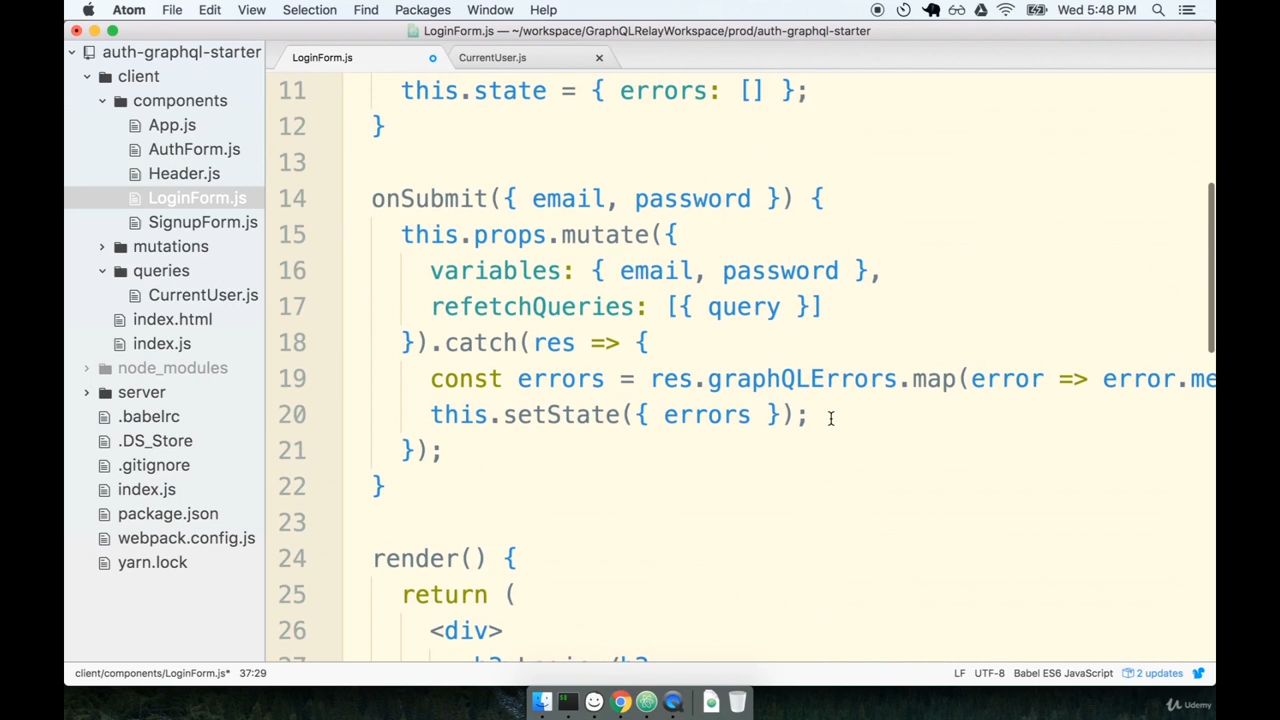 Atom File Edit View Selection Find Packages Window Help Wed 5:48 PM
LoginForm.js — ~/workspace/GraphQLRelayWorkspace/prod/auth-graphql-starter
auth-graphql-starter
client
components
App.js
AuthForm.js
Header.js
LoginForm.js
SignupForm.js
mutations
queries
CurrentUser.js
index.html
index.js
node_modules
server
.babelrc
.DS_Store
.gitignore
index.js
package.json
webpack.config.js
yarn.lock
LoginForm.js CurrentUser.js
11 this.state = { errors: [] };
12 }
13
14 onSubmit({ email, password }) {
15 this.props.mutate({
16 variables: { email, password },
17 refetchQueries: [{ query }]
18 }).catch(res => {
19 const errors = res.graphQLErrors.map(error => error.me
20 this.setState({ errors });
21 });
22 }
23
24 render() {
25 return (
26 <div>
client/components/LoginForm.js* 37:29 LF UTF-8 Babel ES6 JavaScript 2 updates
Udemy